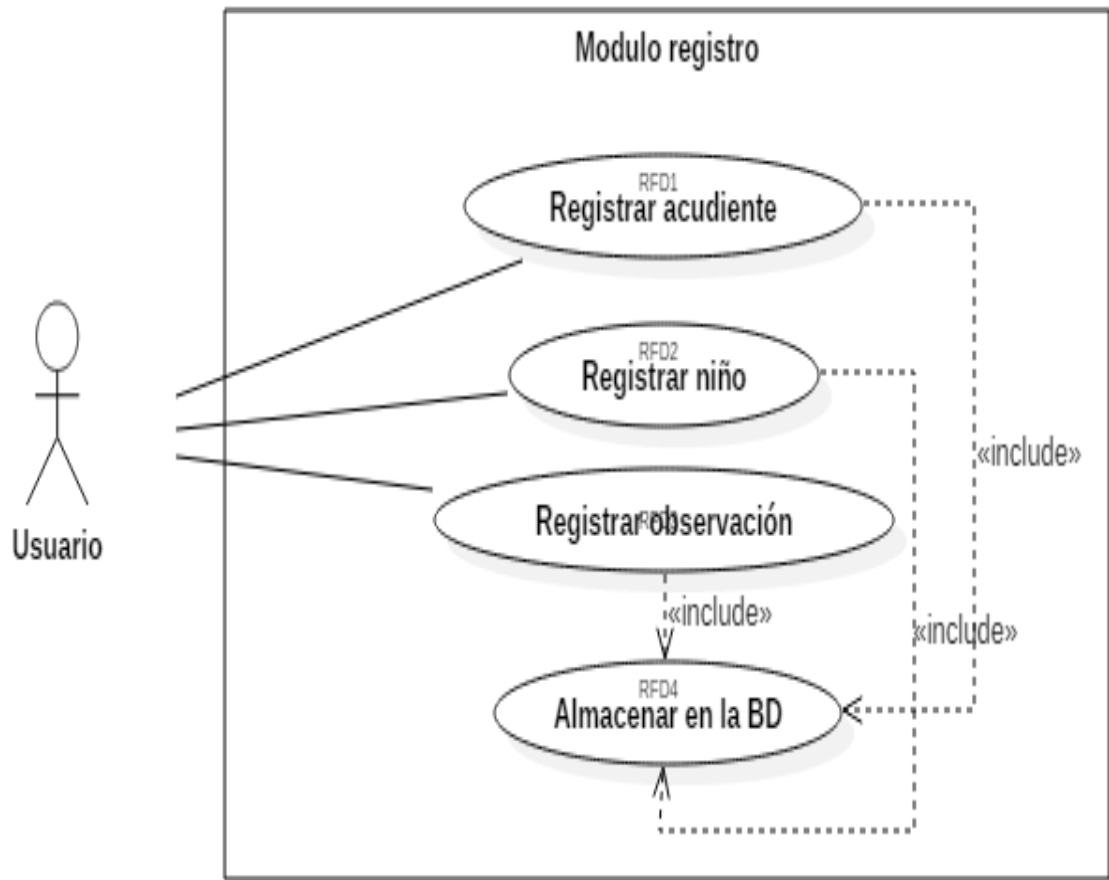 Modulo registro
RFD1
Registrar acudiente
RFD2
Registrar niño
«include»
Registrar observación
Usuario
«include»
«include»
RFD4
Almacenar en la BD